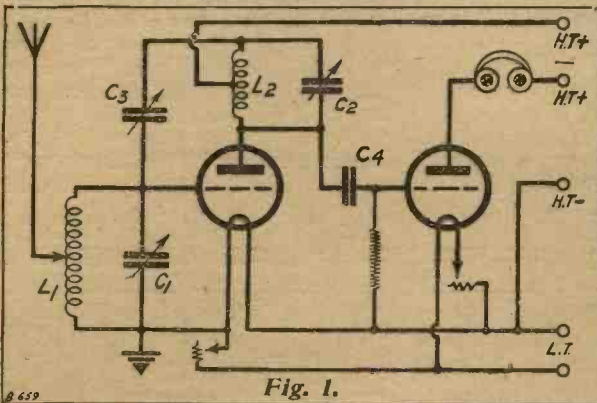 H.T+
L2
C3
C2
H.T+
C4
H.T-
L1
C1
L.T.
Fig. 1.
B 659